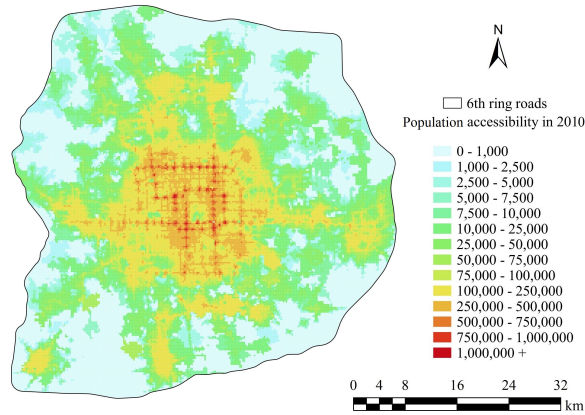 N
6th ring roads
Population accessibility in 2010
0 - 1,000
1,000 - 2,500
2,500 - 5,000
5,000 - 7,500
7,500 - 10,000
10,000 - 25,000
25,000 - 50,000
50,000 - 75,000
75,000 - 100,000
100,000 - 250,000
250,000 - 500,000
500,000 - 750,000
750,000 - 1,000,000
1,000,000 +
0 2 4 8 16 24 32
km